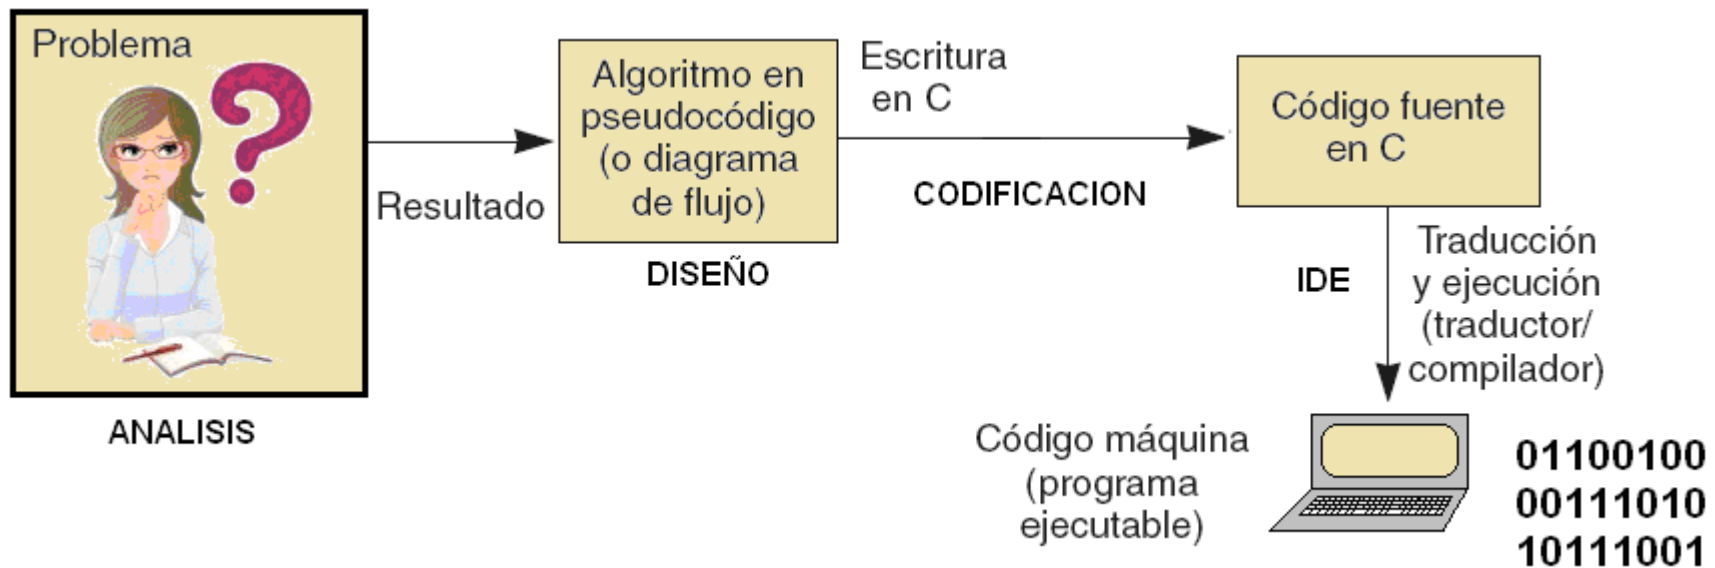 Problema
ANALISIS
Resultado
Algoritmo en
pseudocódigo
(o diagrama
de flujo)
DISEÑO
Escritura
en C
CODIFICACION
Código fuente
en C
IDE
Traducción
y ejecución
(traductor/
compilador)
Código máquina
(programa
ejecutable)
01100100
00111010
10111001